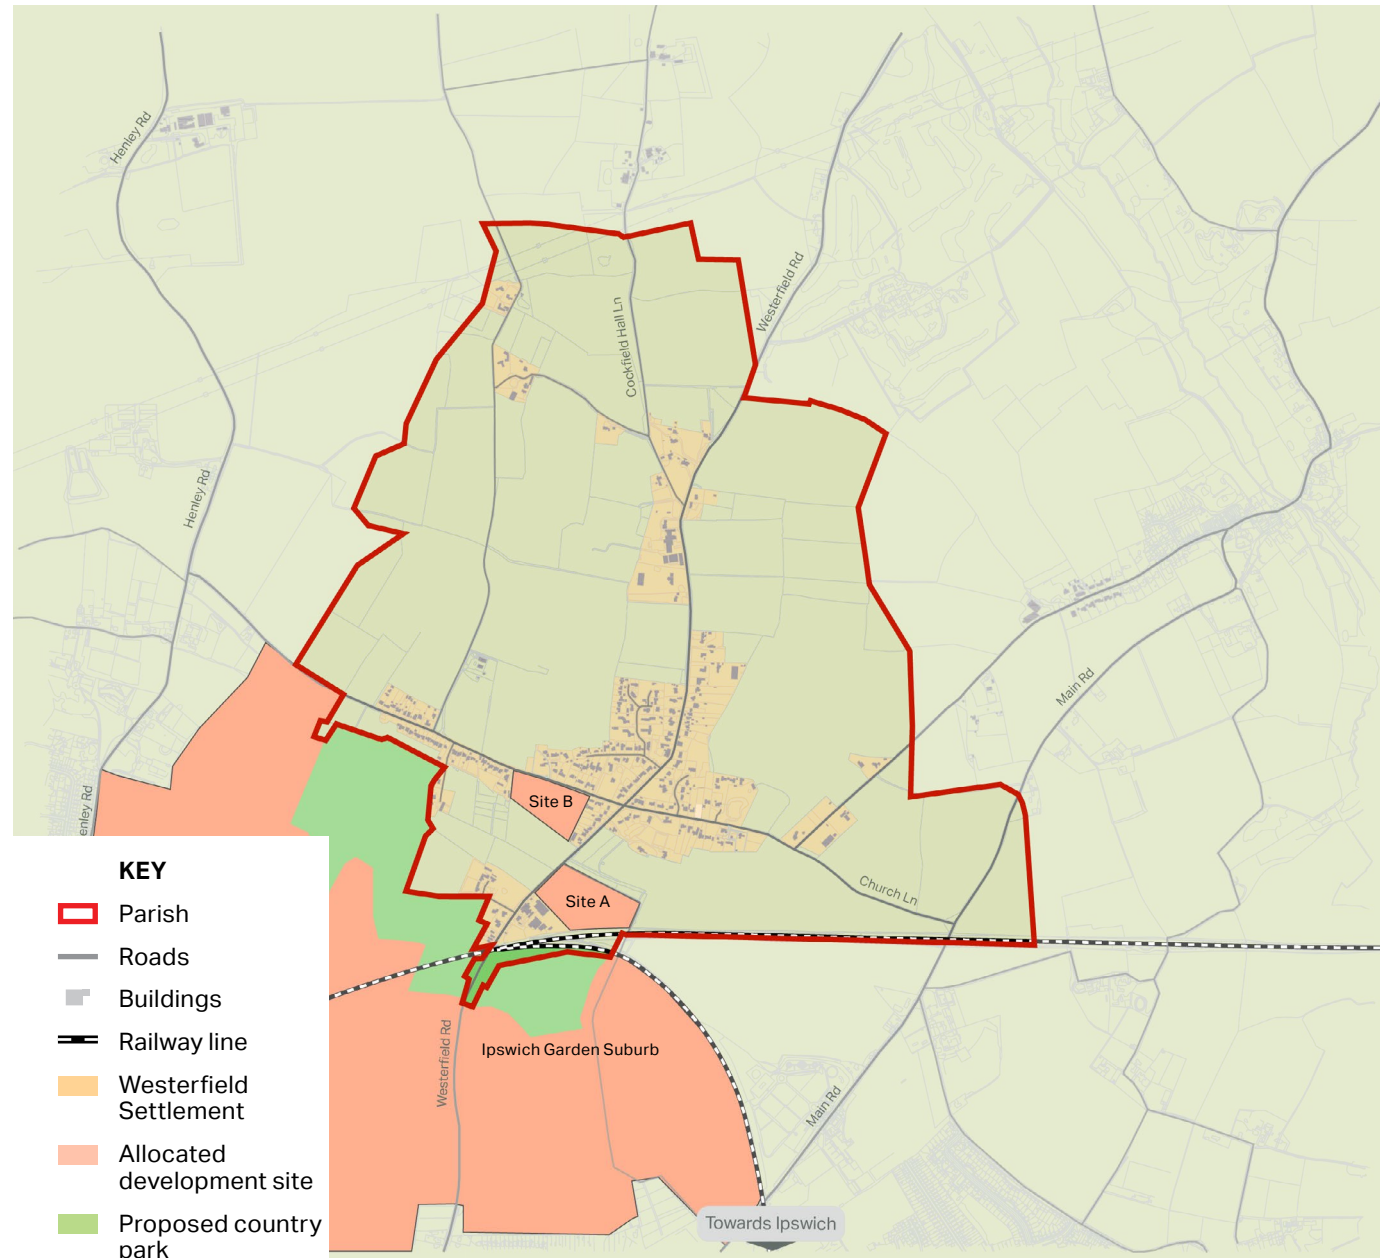 Henley Rd
Westerfield Rd
Cockfield Hall Ln
Henley Rd
Main Rd
Site B
Church Ln
Site A
enley Rd
KEY
Parish
Roads
Buildings
Railway line
Westerfield
Settlement
Allocated
development site
Proposed country
park
Westerfield Rd
Ipswich Garden Suburb
Main Rd
Towards Ipswich